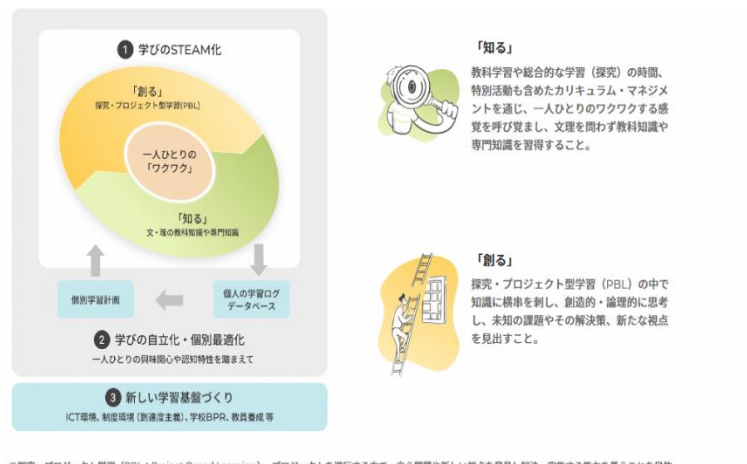 1 学びのSTEAM化
「創る」
探究・プロジェクト型学習(PBL)
一人ひとりの
「ワクワク」
「知る」
文・理の教科知識や専門知識
個別学習計画
個人の学習ログ
データベース
2 学びの自立化・個別最適化
一人ひとりの興味関心や認知特性を踏まえて
3 新しい学習基盤づくり
ICT環境、制度環境（到達度主義）、学校BPR、教員養成 等
「知る」
教科学習や総合的な学習（探究）の時間、
特別活動も含めたカリキュラム・マネジメ
ントを通じ、一人ひとりのワクワクする感
覚を呼び覚まし、文理を問わず教科知識や
専門知識を習得すること。
「創る」
探究・プロジェクト型学習（PBL）の中で
知識に横串を刺し、創造的・論理的に思考
し、未知の課題やその解決策、新たな視点
を見出すこと。